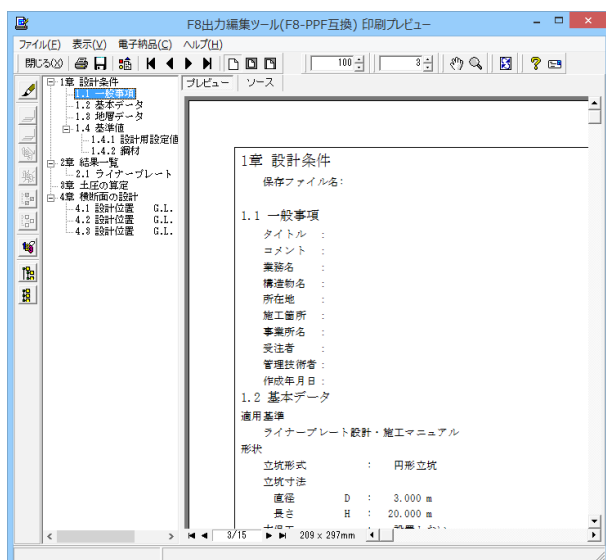 F8出力編集ツール(F8-PPF互換) 印刷プレビュー
ファイル(F) 表示(V) 電子納品(C) ヘルプ(H)
閉じる(X) 100 3
プレビュー ソース
1章 設計条件
1.1 一般事項
1.2 基本データ
1.3 地層データ
1.4 基準値
1.4.1 設計用設定値
1.4.2 鋼材
2章 結果一覧
2.1 ライナープレート
3章 土圧の算定
4章 横断面の設計
4.1 設計位置 G.L.
4.2 設計位置 G.L.
4.3 設計位置 G.L.
1章 設計条件
保存ファイル名:
1.1 一般事項
タイトル :
コメント :
業務名 :
構造物名 :
所在地 :
施工箇所 :
事業所名 :
受注者 :
管理技術者 :
作成年月日 :
1.2 基本データ
適用基準
ライナープレート設計・施工マニュアル
形状
立坑形式 : 円形立坑
立坑寸法
直径 D : 3.000 m
長さ H : 20.000 m
3/15 209 x 297mm